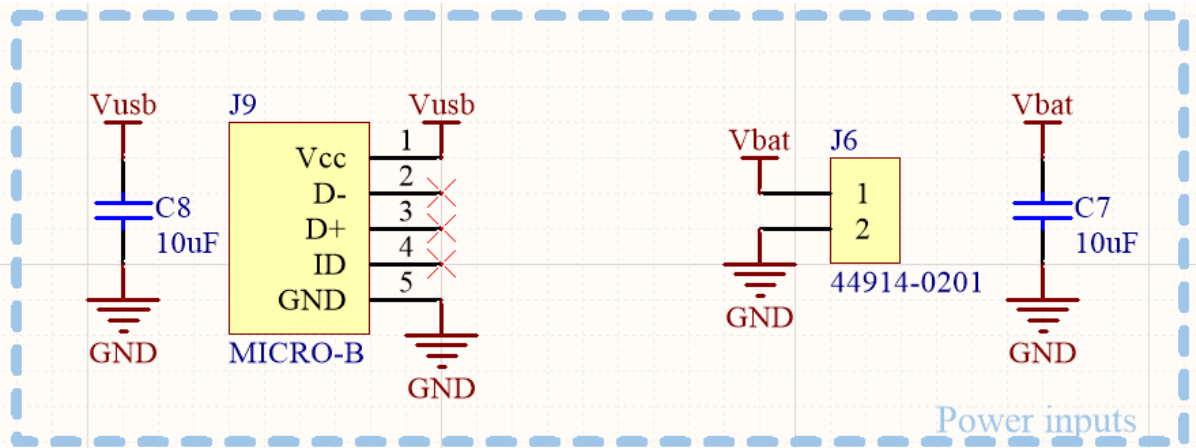 Vusb
C8
10uF
GND
J9
Vcc
D-
D+
ID
GND
MICRO-B
1
2
3
4
5
Vusb
GND
Vbat
GND
J6
1
2
44914-0201
Vbat
C7
10uF
GND
Power inputs